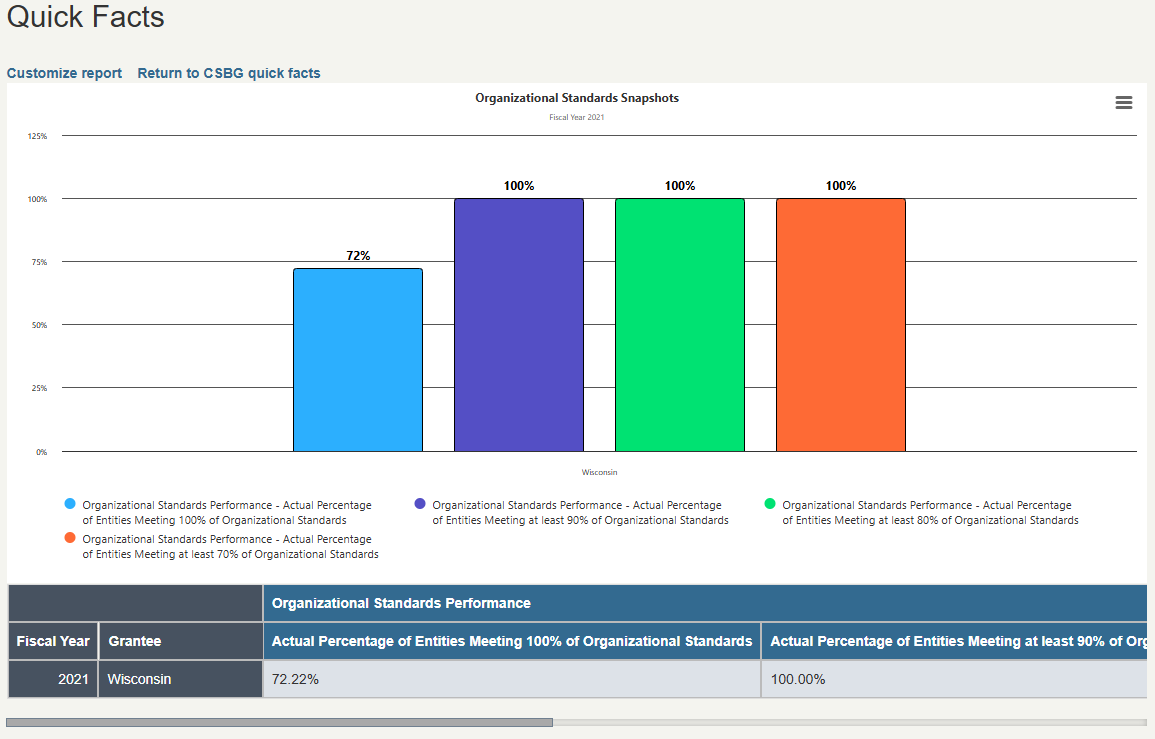 Quick Facts
Customize report Return to CSBG quick facts
Organizational Standards Snapshots
Fiscal Year 2021
125%
100%
75%
50%
25%
0%
72%
100%
100%
100%
Wisconsin
Organizational Standards Performance - Actual Percentage
of Entities Meeting 100% of Organizational Standards
Organizational Standards Performance - Actual Percentage
of Entities Meeting at least 90% of Organizational Standards
Organizational Standards Performance - Actual Percentage
of Entities Meeting at least 80% of Organizational Standards
Organizational Standards Performance - Actual Percentage
of Entities Meeting at least 70% of Organizational Standards
Organizational Standards Performance
Fiscal Year Grantee Actual Percentage of Entities Meeting 100% of Organizational Standards Actual Percentage of Entities Meeting at least 90% of Org
2021 Wisconsin 72.22% 100.00%